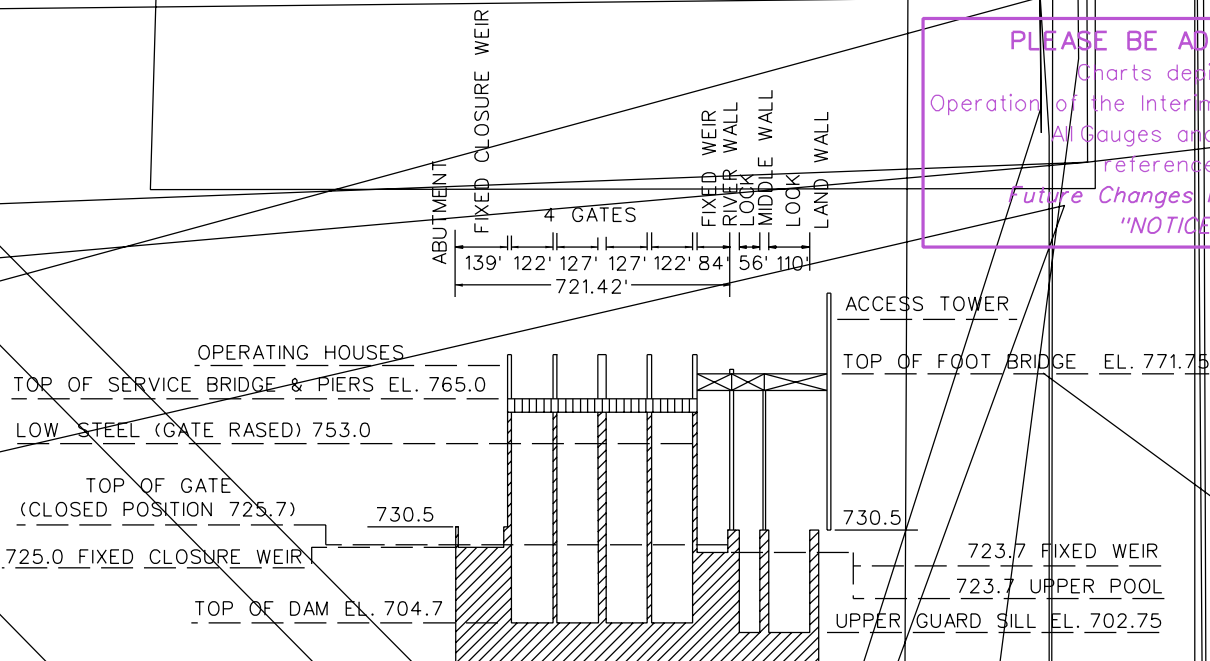 PLEASE BE AD
Charts depi
Operation of the Interim
All Gauges and
reference
Future Changes
"NOTICE
ABUTMENT
FIXED CLOSURE WEIR
4 GATES
FIXED WEIR
RIVER WALL
LOCK
MIDDLE WALL
LOOK
LAND WALL
139' 122' 127' 127' 122' 84' 56' 110'
721.42'
ACCESS TOWER
OPERATING HOUSES
TOP OF FOOT BRIDGE EL. 771.75
TOP OF SERVICE BRIDGE & PIERS EL. 765.0
LOW STEEL (GATE RASED) 753.0
TOP OF GATE
(CLOSED POSITION 725.7)
730.5
730.5
725.0 FIXED CLOSURE WEIR
723.7 FIXED WEIR
723.7 UPPER POOL
TOP OF DAM EL. 704.7
UPPER GUARD SILL EL. 702.75